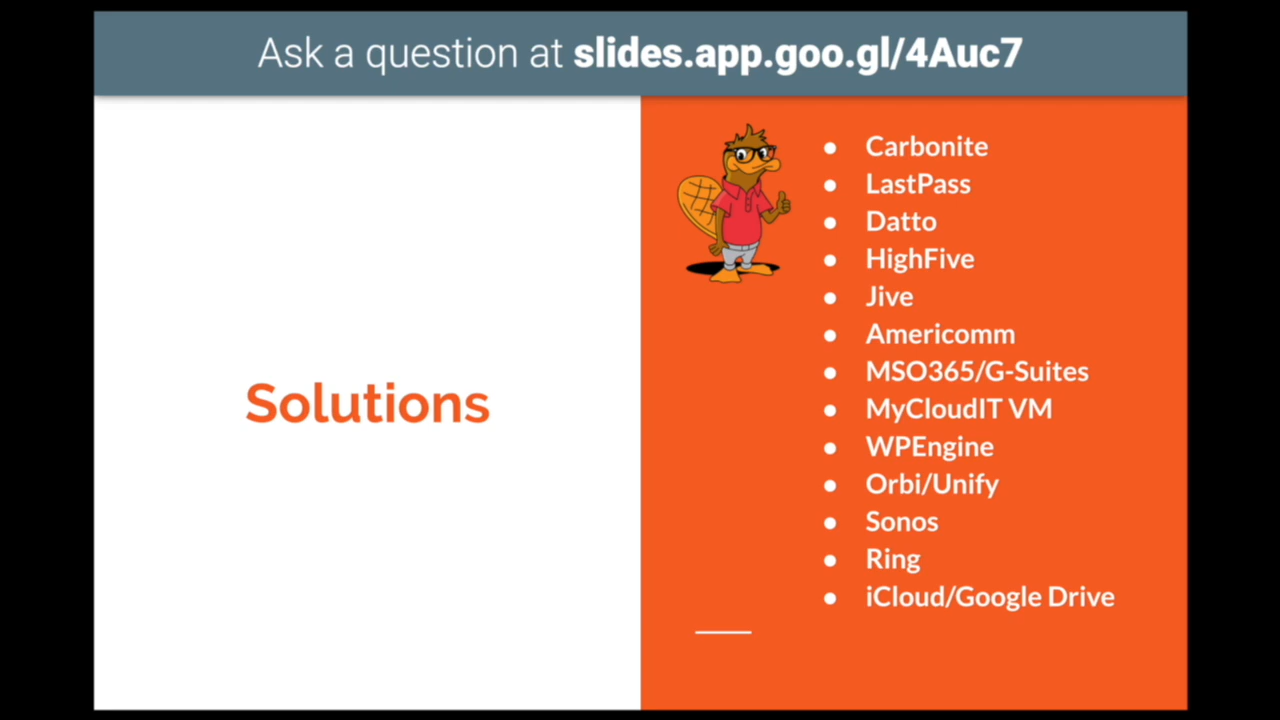 Ask a question at slides.app.goo.gl/4Auc7
Solutions
● Carbonite
● LastPass
● Datto
● HighFive
● Jive
● Americomm
● MSO365/G-Suites
● MyCloudIT VM
● WPEngine
● Orbi/Unify
● Sonos
● Ring
● iCloud/Google Drive